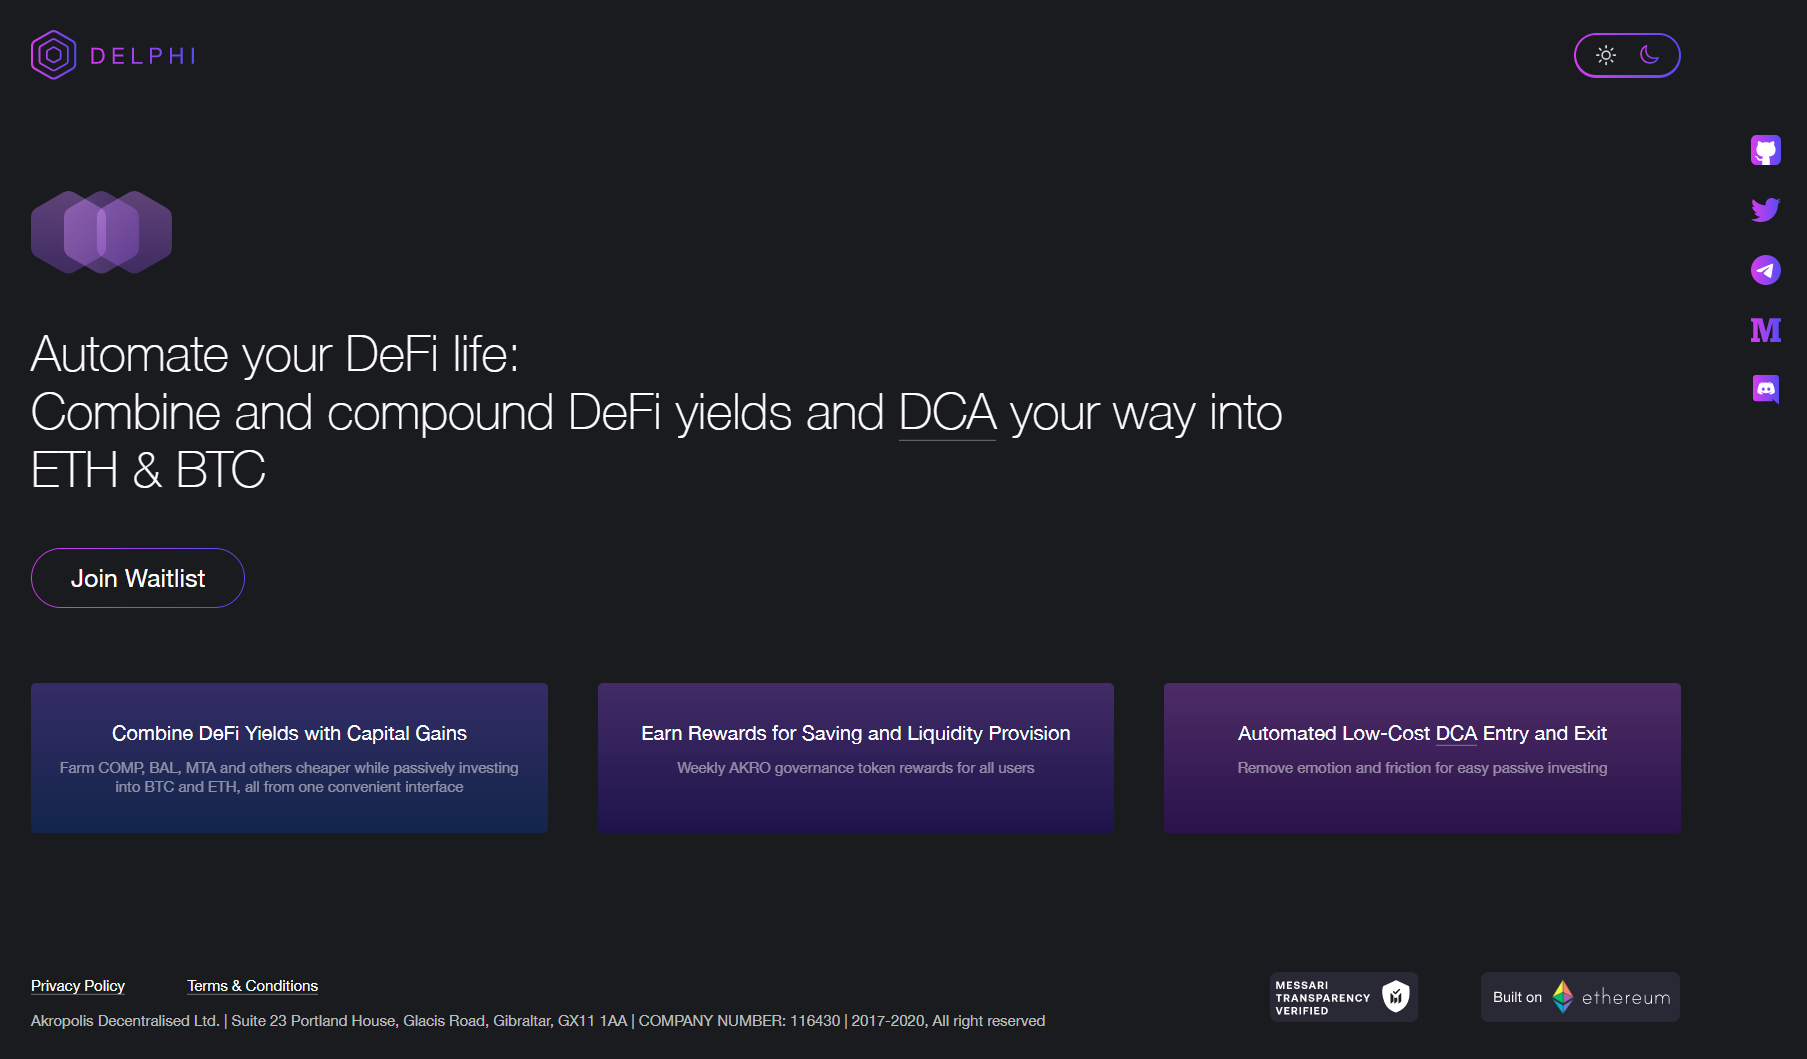 DELPHI
Automate your DeFi life:
Combine and compound DeFi yields and DCA your way into
ETH & BTC
Join Waitlist
Combine DeFi Yields with Capital Gains
Farm COMP, BAL, MTA and others cheaper while passively investing
into BTC and ETH, all from one convenient interface
Earn Rewards for Saving and Liquidity Provision
Weekly AKRO governance token rewards for all users
Automated Low-Cost DCA Entry and Exit
Remove emotion and friction for easy passive investing
Privacy Policy
Terms & Conditions
Akropolis Decentralised Ltd. | Suite 23 Portland House, Glacis Road, Gibraltar, GX11 1AA | COMPANY NUMBER: 116430 | 2017-2020, All right reserved
MESSARI
TRANSPARENCY
VERIFIED
Built on ethereum